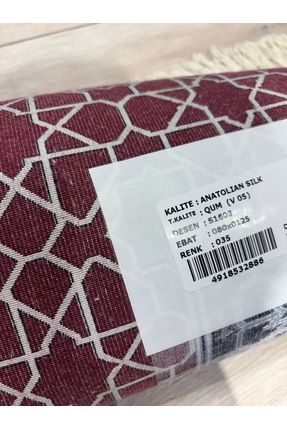 KALİTE : ANATOLIAN SILK
T.KALİTE : QUM (V 05)
DESEN : S1603
EBAT : 080x0125
RENK : 035
4918532886